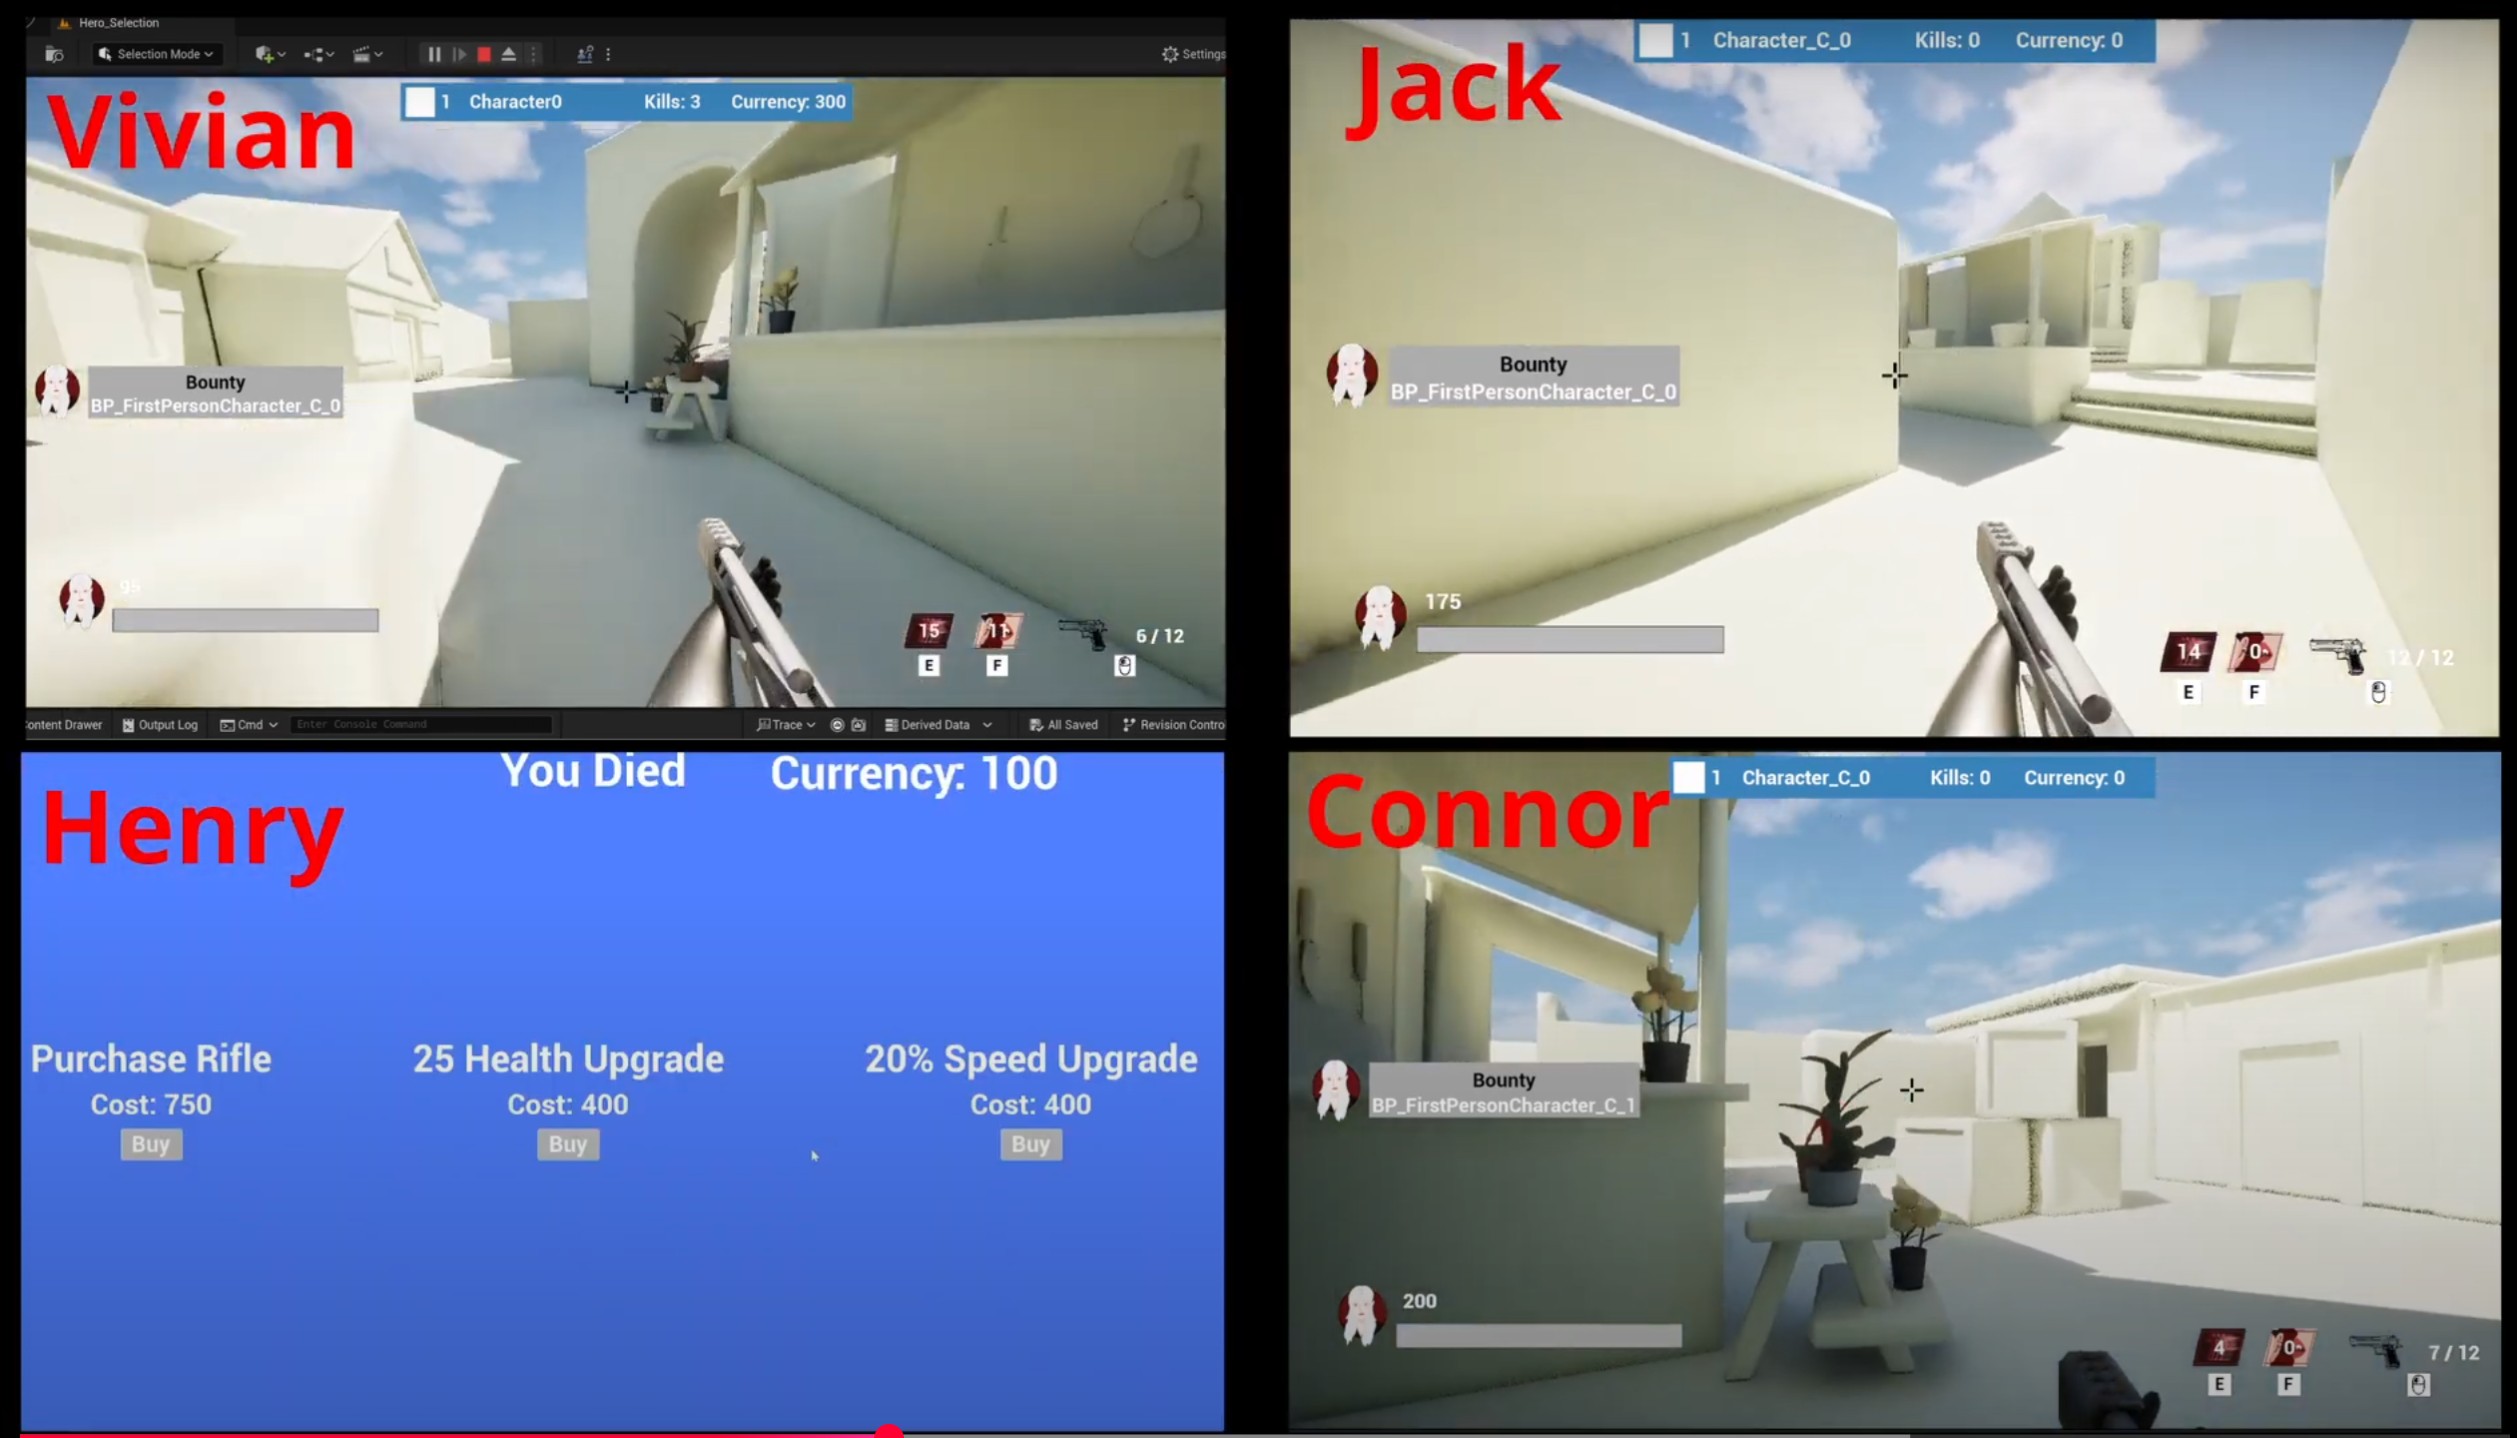 Hero_Selection
Selection Mode
Settings
Vivian
1 Character0 Kills: 3 Currency: 300
Bounty
BP_FirstPersonCharacter_C_0
95
15 11 6 / 12
E F
ontent Drawer Output Log Cmd Enter Console Command Trace Derived Data All Saved Revision Contro
Jack
1 Character_C_0 Kills: 0 Currency: 0
Bounty
BP_FirstPersonCharacter_C_0
175
14 0 12 / 12
E F
Henry
You Died Currency: 100
Purchase Rifle
Cost: 750
Buy
25 Health Upgrade
Cost: 400
Buy
20% Speed Upgrade
Cost: 400
Buy
Connor
1 Character_C_0 Kills: 0 Currency: 0
Bounty
BP_FirstPersonCharacter_C_1
200
4 0 7 / 12
E F